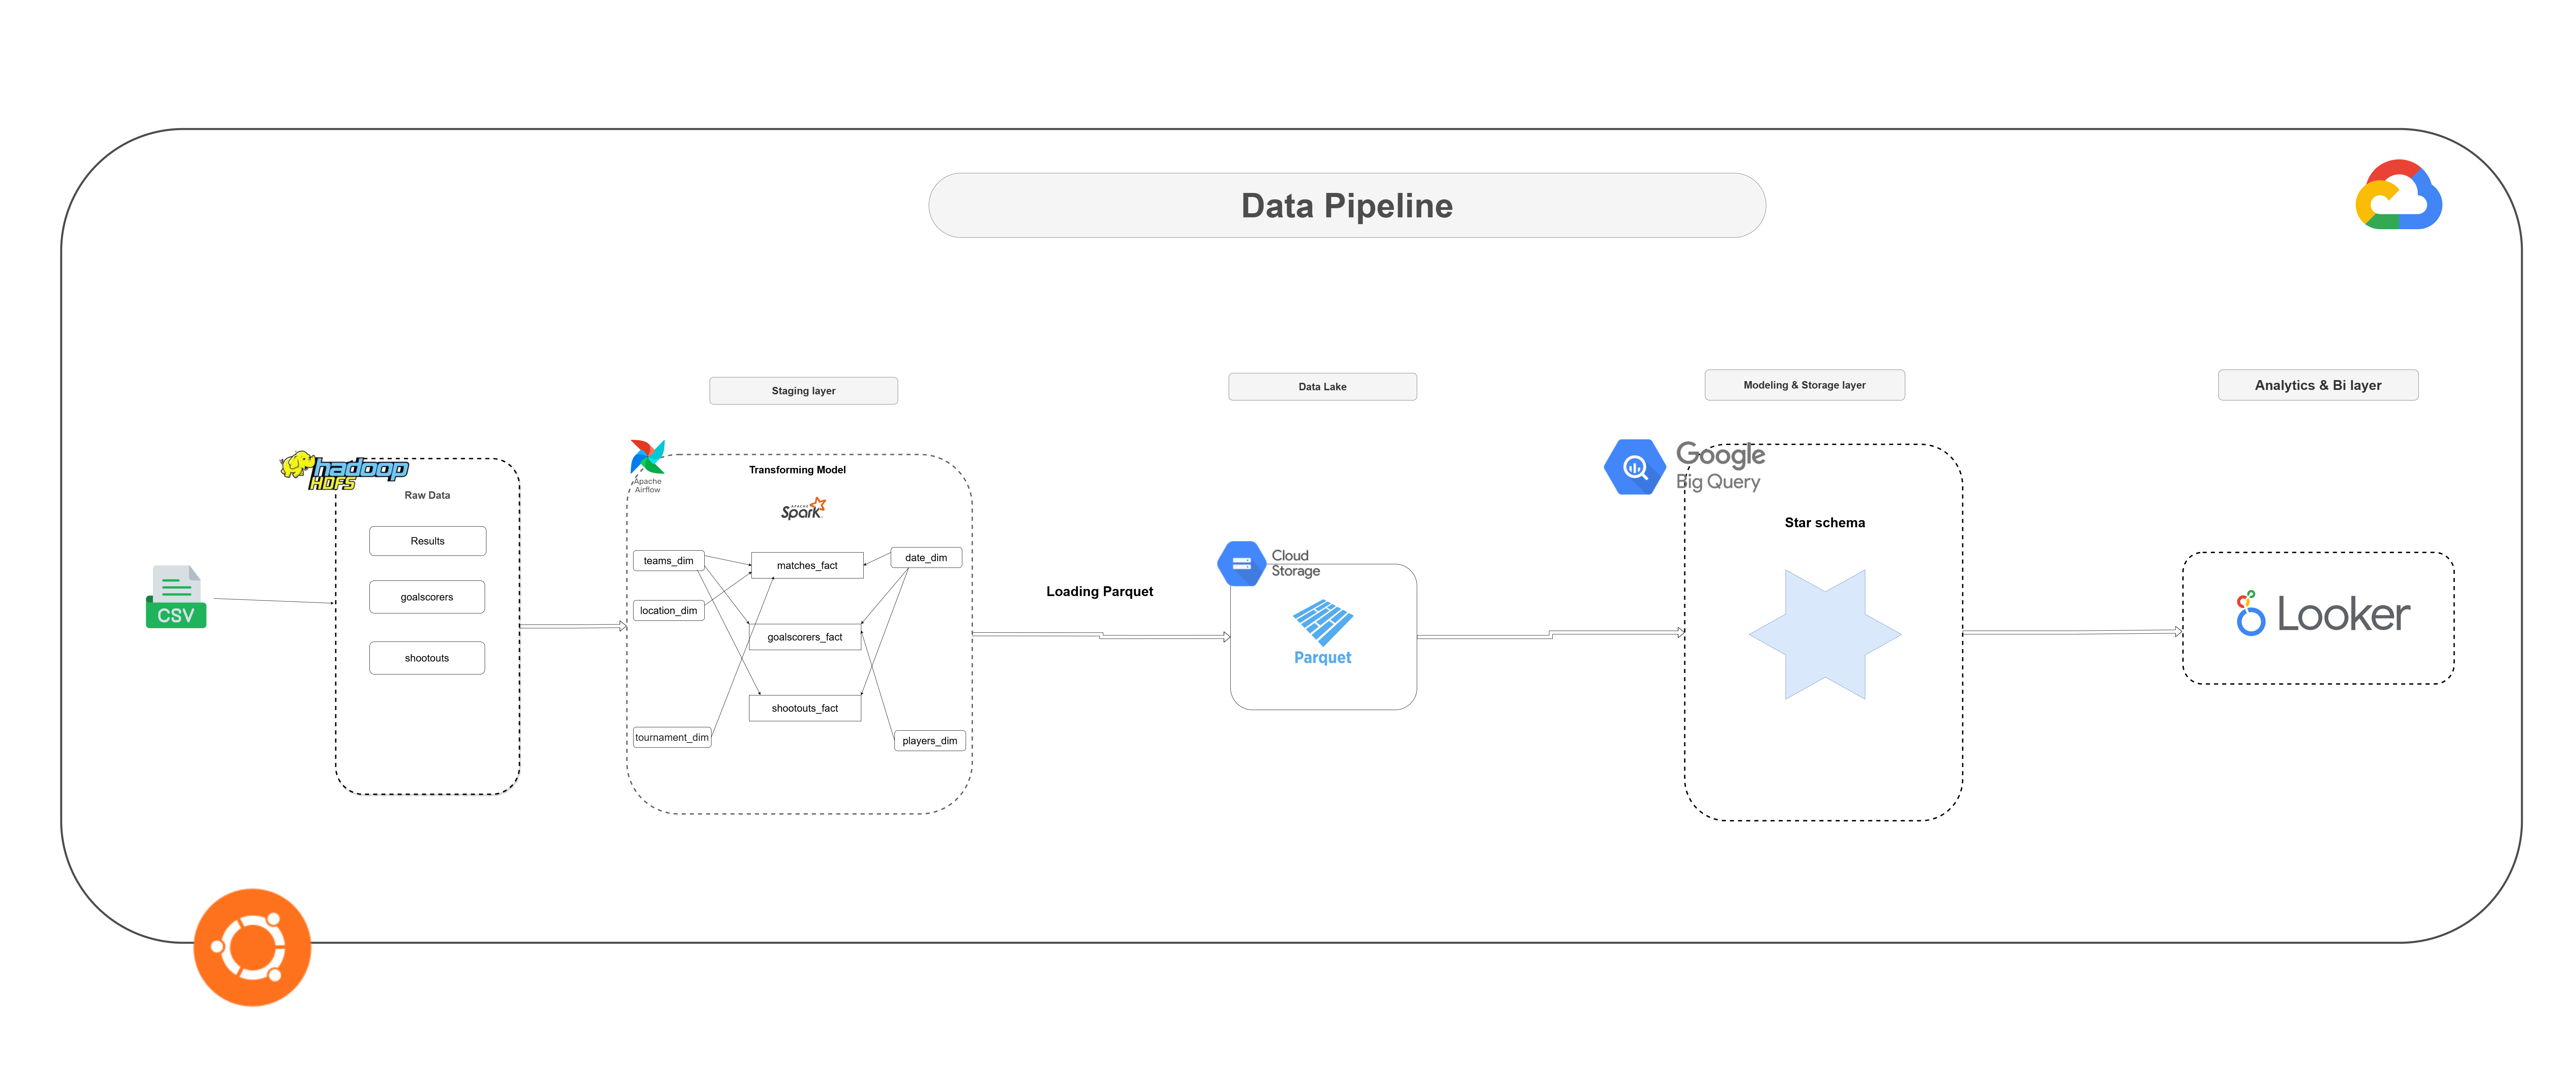 Data Pipeline
Staging layer
Data Lake
Modeling & Storage layer
Analytics & Bi layer
CSV
hadoop
HDFS
Raw Data
Results
goalscorers
shootouts
Apache
Airflow
Transforming Model
APACHE
Spark
teams_dim
location_dim
tournament_dim
matches_fact
goalscorers_fact
shootouts_fact
date_dim
players_dim
Loading Parquet
Cloud
Storage
Parquet
Google
Big Query
Star schema
Looker